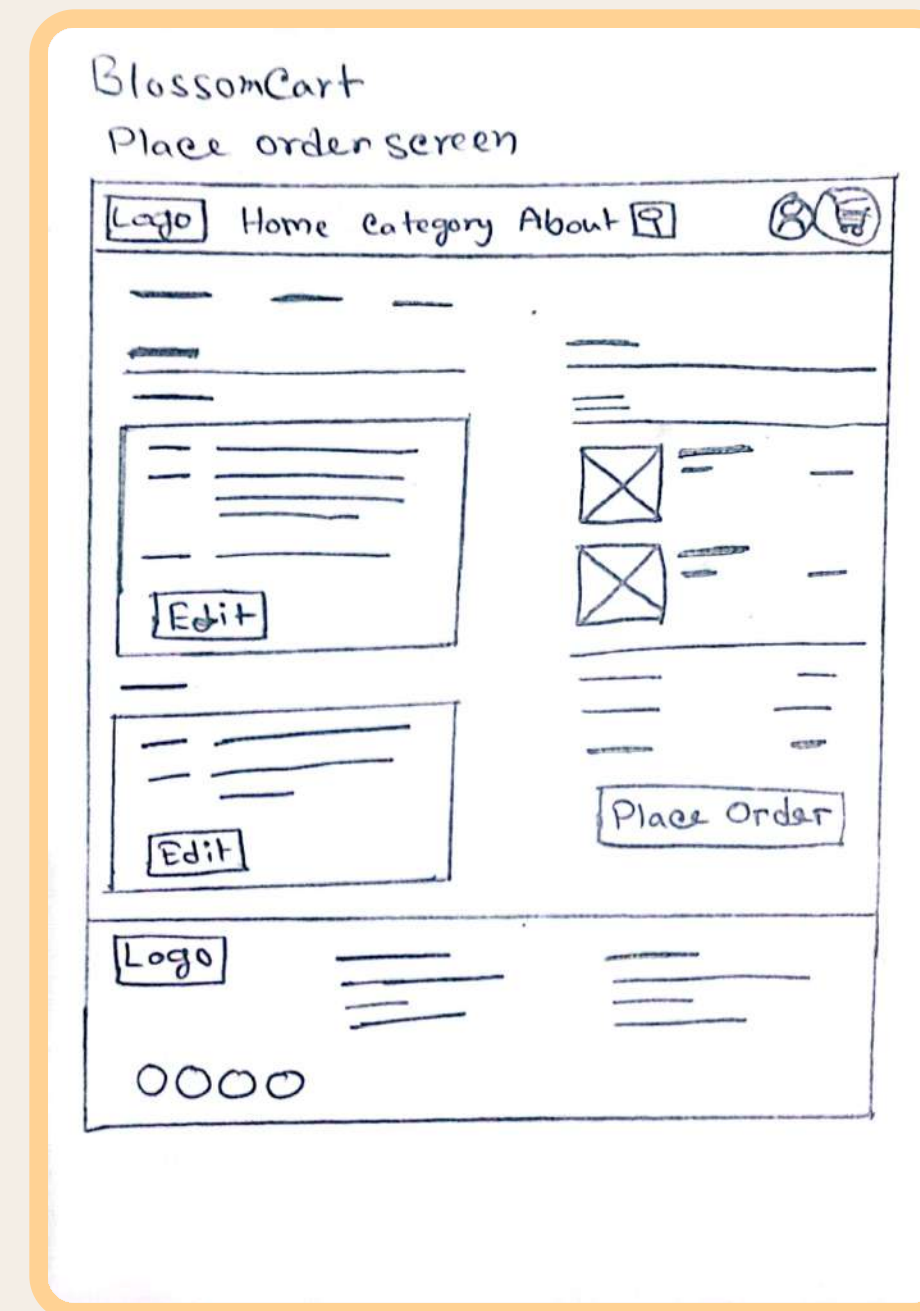 BlossomCart
Place order screen
Logo Home Category About
Edit
Edit
Place Order
Logo